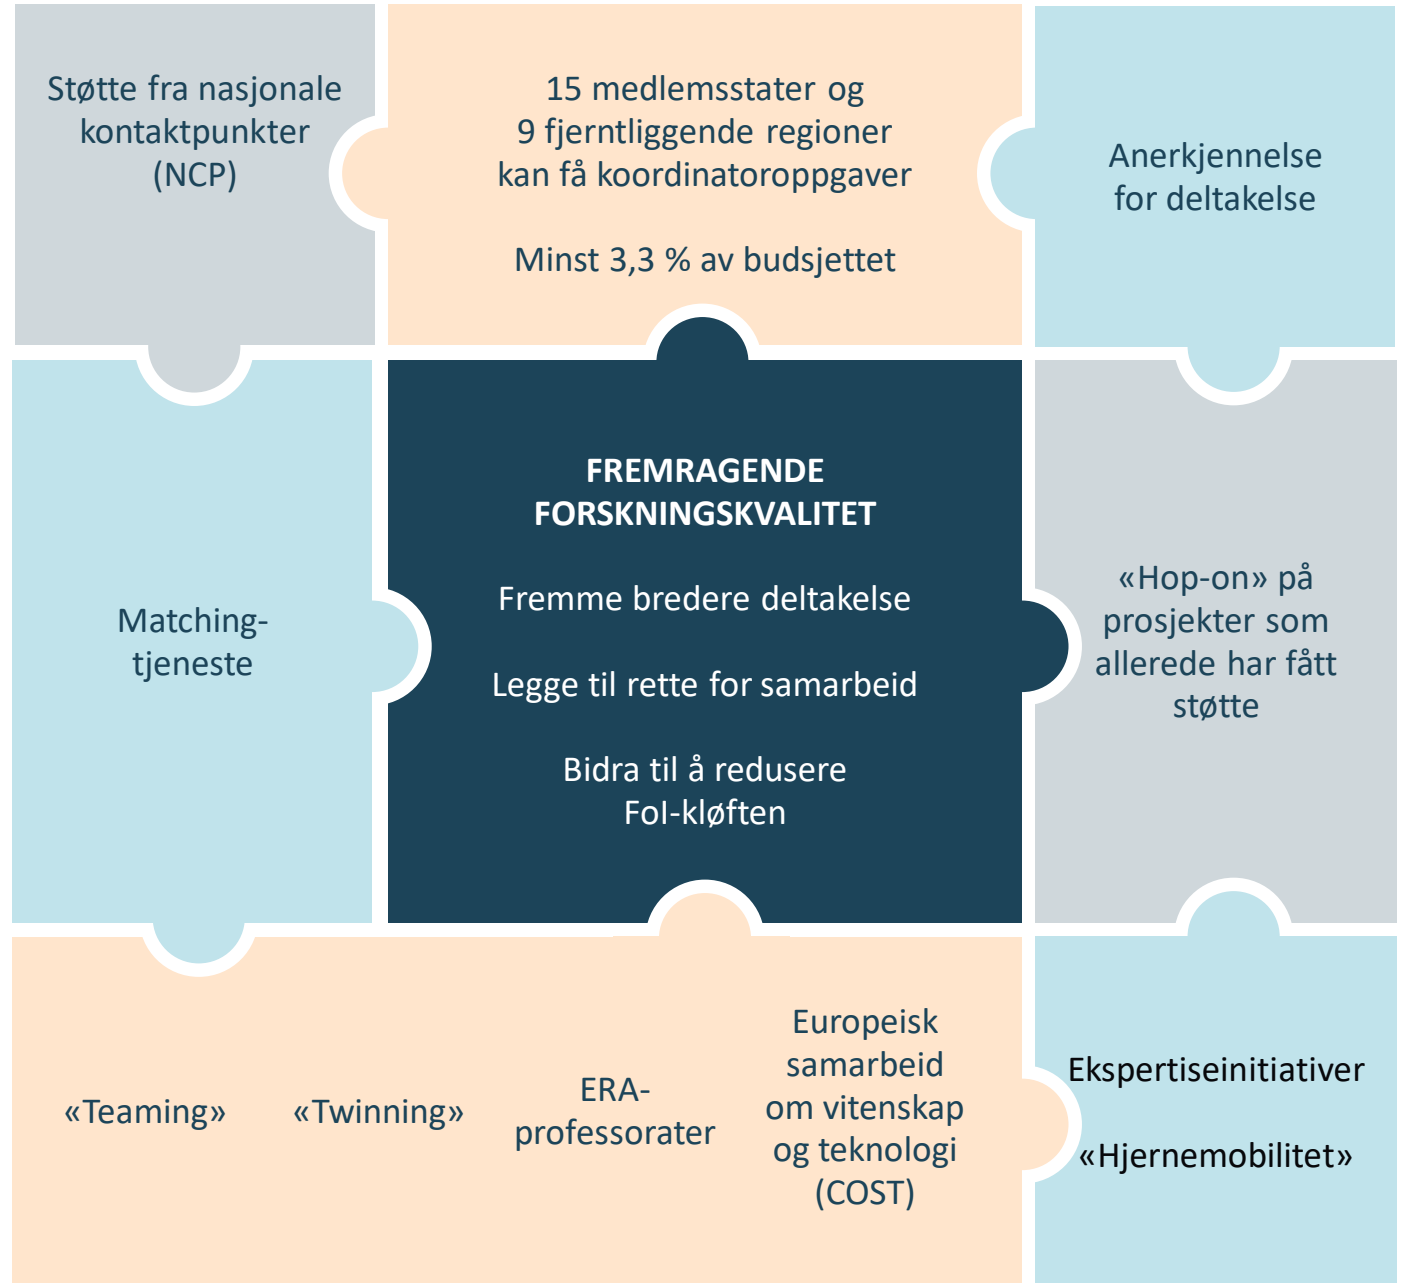 Støtte fra nasjonale
kontaktpunkter
(NCP)
15 medlemsstater og
9 fjerntliggende regioner
kan få koordinatoroppgaver
Minst 3,3 % av budsjettet
Anerkjennelse
for deltakelse
Matching-
tjeneste
FREMRAGENDE
FORSKNINGSKVALITET
Fremme bredere deltakelse
Legge til rette for samarbeid
Bidra til å redusere
FoI-kløften
«Hop-on» på
prosjekter som
allerede har fått
støtte
«Teaming»
«Twinning»
ERA-
professorater
Europeisk
samarbeid
om vitenskap
og teknologi
(COST)
Ekspertiseinitiativer
«Hjernemobilitet»